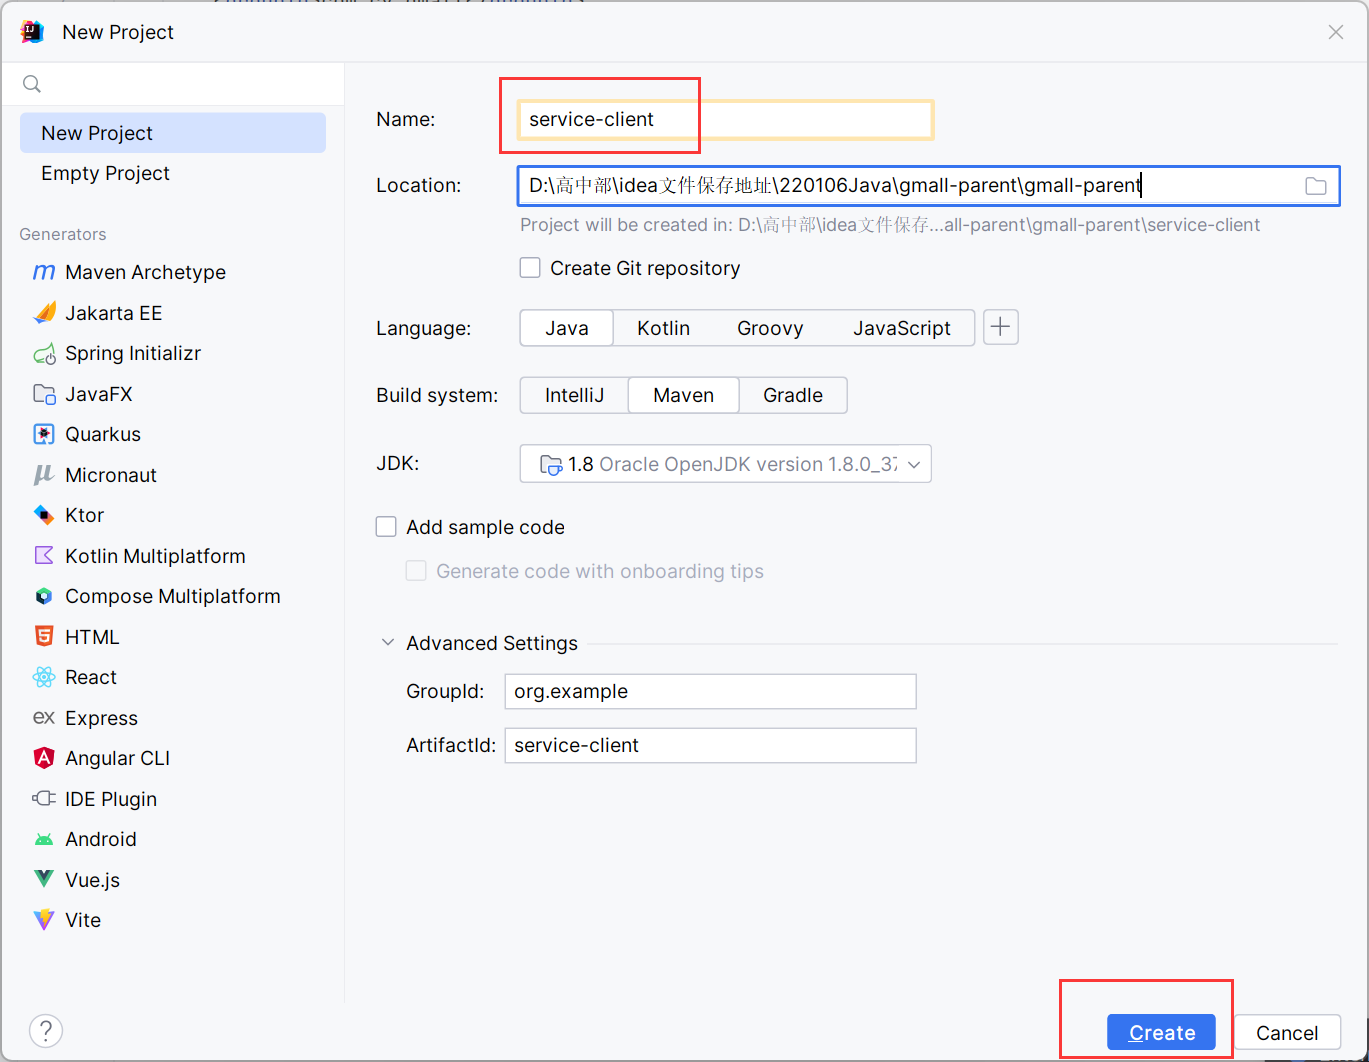 New Project
New Project
Empty Project
Generators
Maven Archetype
Jakarta EE
Spring Initializr
JavaFX
Quarkus
Micronaut
Ktor
Kotlin Multiplatform
Compose Multiplatform
HTML
React
Express
Angular CLI
IDE Plugin
Android
Vue.js
Vite
Name: service-client
Location: D:\高中部\idea文件保存地址\220106Java\gmall-parent\gmall-parent
Project will be created in: D:\高中部\idea文件保存...all-parent\gmall-parent\service-client
Create Git repository
Language: Java Kotlin Groovy JavaScript
Build system: IntelliJ Maven Gradle
JDK: 1.8 Oracle OpenJDK version 1.8.0_37
Add sample code
Generate code with onboarding tips
Advanced Settings
GroupId: org.example
ArtifactId: service-client
? Create Cancel